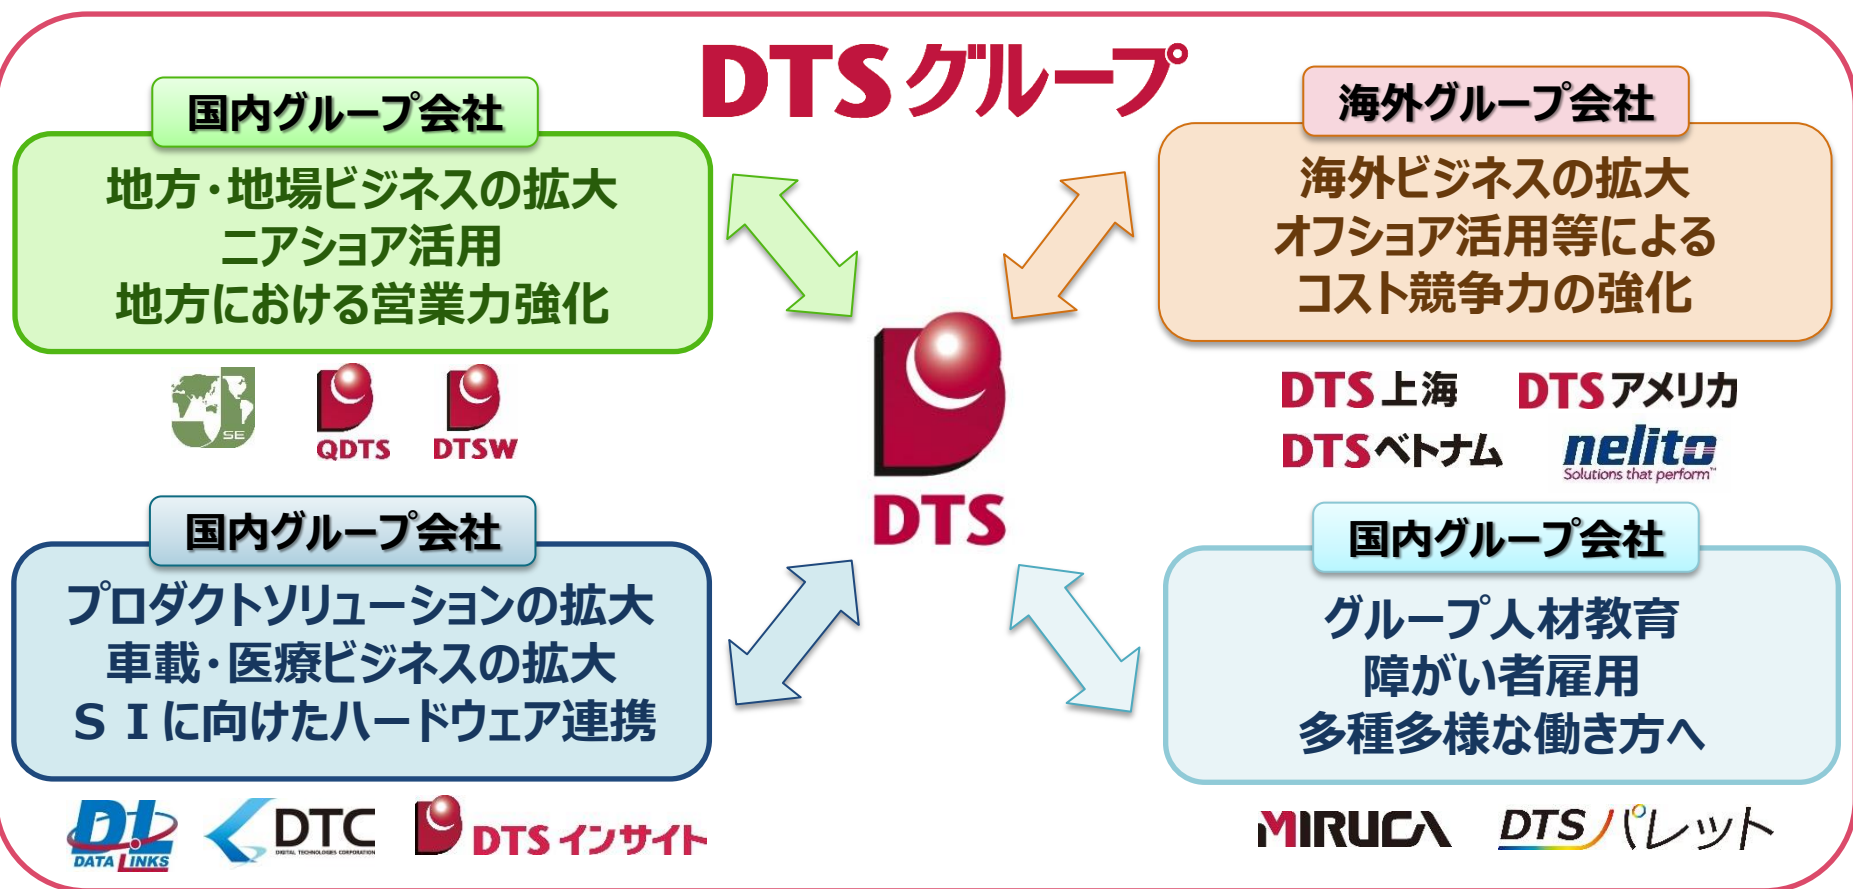 DTSグループ
国内グループ会社
地方・地場ビジネスの拡大
ニアショア活用
地方における営業力強化
SE
QDTS
DTSW
海外グループ会社
海外ビジネスの拡大
オフショア活用等による
コスト競争力の強化
DTS上海
DTSアメリカ
DTSベトナム
nelito
Solutions that perform™
DTS
国内グループ会社
プロダクトソリューションの拡大
車載・医療ビジネスの拡大
ＳＩに向けたハードウェア連携
DL
DATA LINKS
DTC
DIGITAL TECHNOLOGIES CORPORATION
DTSインサイト
国内グループ会社
グループ人材教育
障がい者雇用
多種多様な働き方へ
MIRUCA
DTSパレット